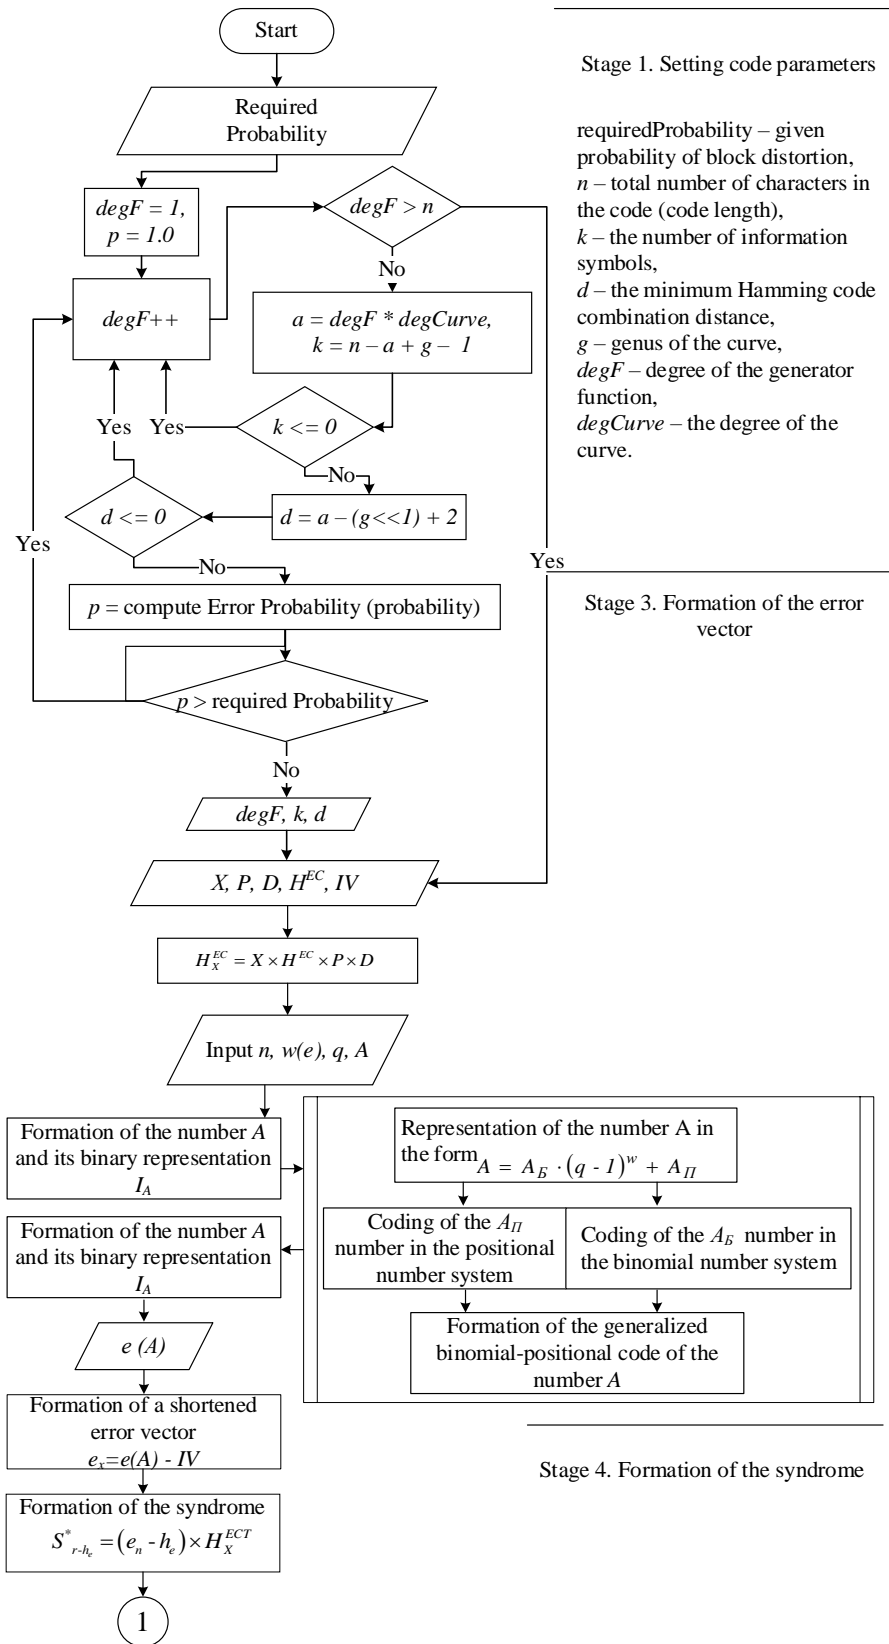 Start
Required
Probability
degF = 1,
p = 1.0
degF++
degF > n
No
a = degF * degCurve,
k = n – a + g – 1
k <= 0
Yes
Yes
No
d = a – (g<<1) + 2
d <= 0
Yes
No
Yes
p = compute Error Probability (probability)
p > required Probability
No
degF, k, d
X, P, D, H^EC, IV
H_X^EC = X × H^EC × P × D
Input n, w(e), q, A
Formation of the number A
and its binary representation
I_A
Representation of the number A in
the form A = A_Б · (q - 1)^w + A_П
Coding of the A_П
number in the positional
number system
Coding of the A_Б number in
the binomial number system
Formation of the generalized
binomial-positional code of the
number A
Formation of the number A
and its binary representation
I_A
e (A)
Formation of a shortened
error vector
e_x=e(A) - IV
Formation of the syndrome
S*_r-h_e = (e_n - h_e) × H_X^ECT
1
Stage 1. Setting code parameters
requiredProbability – given
probability of block distortion,
n – total number of characters in
the code (code length),
k – the number of information
symbols,
d – the minimum Hamming code
combination distance,
g – genus of the curve,
degF – degree of the generator
function,
degCurve – the degree of the
curve.
Stage 3. Formation of the error
vector
Stage 4. Formation of the syndrome